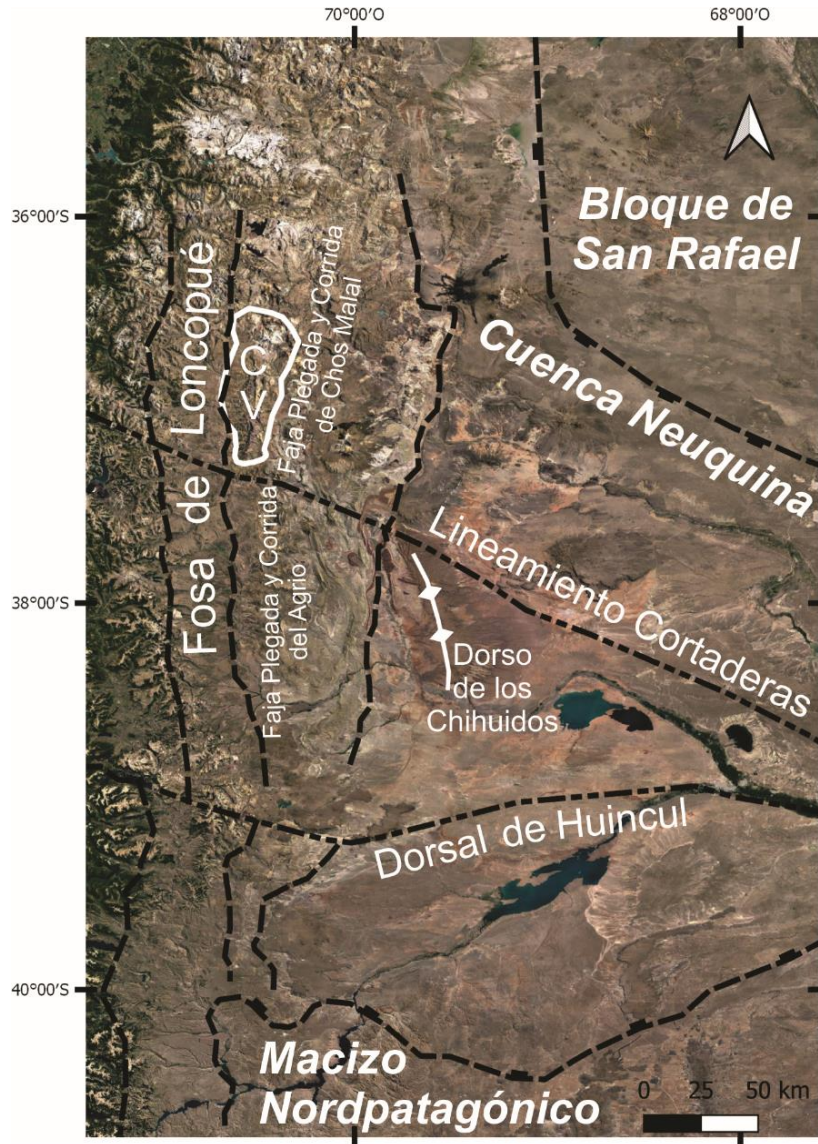 70°00'O
68°00'O
36°00'S
Bloque de
San Rafael
Fosa de Loncopué
C
V
Faja Plegada y Corrida
de Chos Malal
Cuenca Neuquina
Faja Plegada y Corrida
del Agrio
Lineamiento Cortaderas
38°00'S
Dorso
de los
Chihuidos
Dorsal de Huincul
40°00'S
Macizo
Nordpatagónico
0 25 50 km